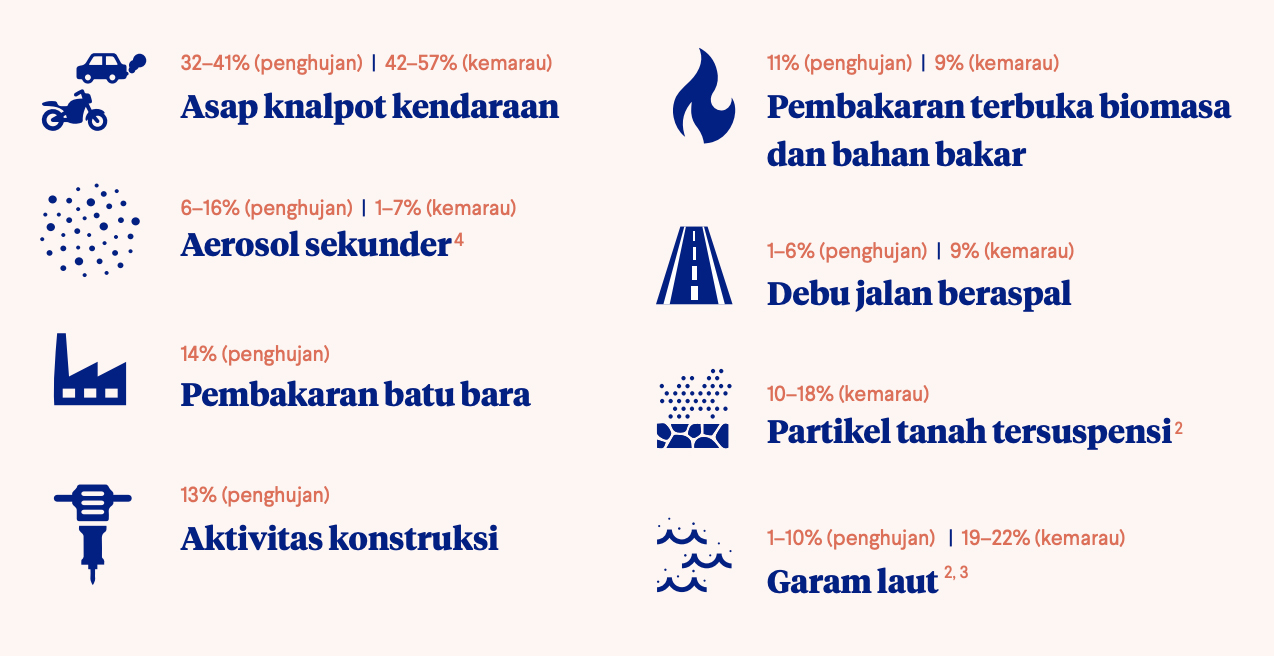 32–41% (penghujan) | 42–57% (kemarau)
Asap knalpot kendaraan
6–16% (penghujan) | 1–7% (kemarau)
Aerosol sekunder 4
14% (penghujan)
Pembakaran batu bara
13% (penghujan)
Aktivitas konstruksi
11% (penghujan) | 9% (kemarau)
Pembakaran terbuka biomasa
dan bahan bakar
1–6% (penghujan) | 9% (kemarau)
Debu jalan beraspal
10–18% (kemarau)
Partikel tanah tersuspensi 2
1–10% (penghujan) | 19–22% (kemarau)
Garam laut 2, 3